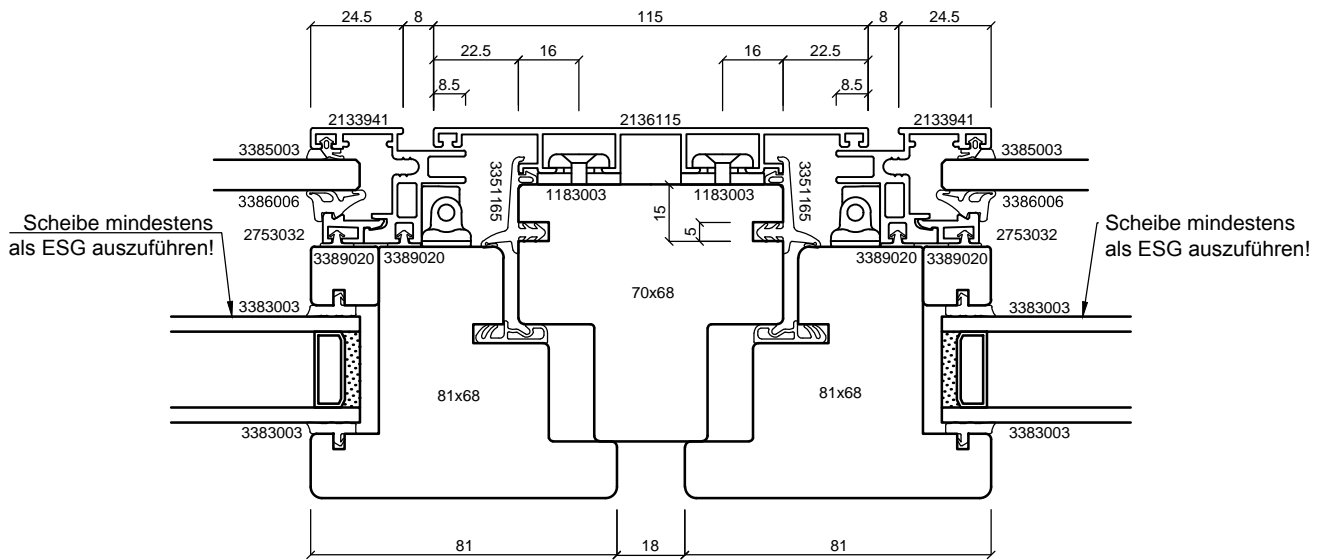 24.5 8 115 8 24.5
22.5 16 16 22.5
8.5 8.5
2133941 2136115 2133941
3385003 3385003
3351165 3351165
1183003 1183003
3386006 3386006
15
5
Scheibe mindestens
als ESG auszuführen!
Scheibe mindestens
als ESG auszuführen!
2753032 2753032
3389020 3389020 3389020 3389020
70x68
3383003 3383003
81x68 81x68
3383003 3383003
81 18 81